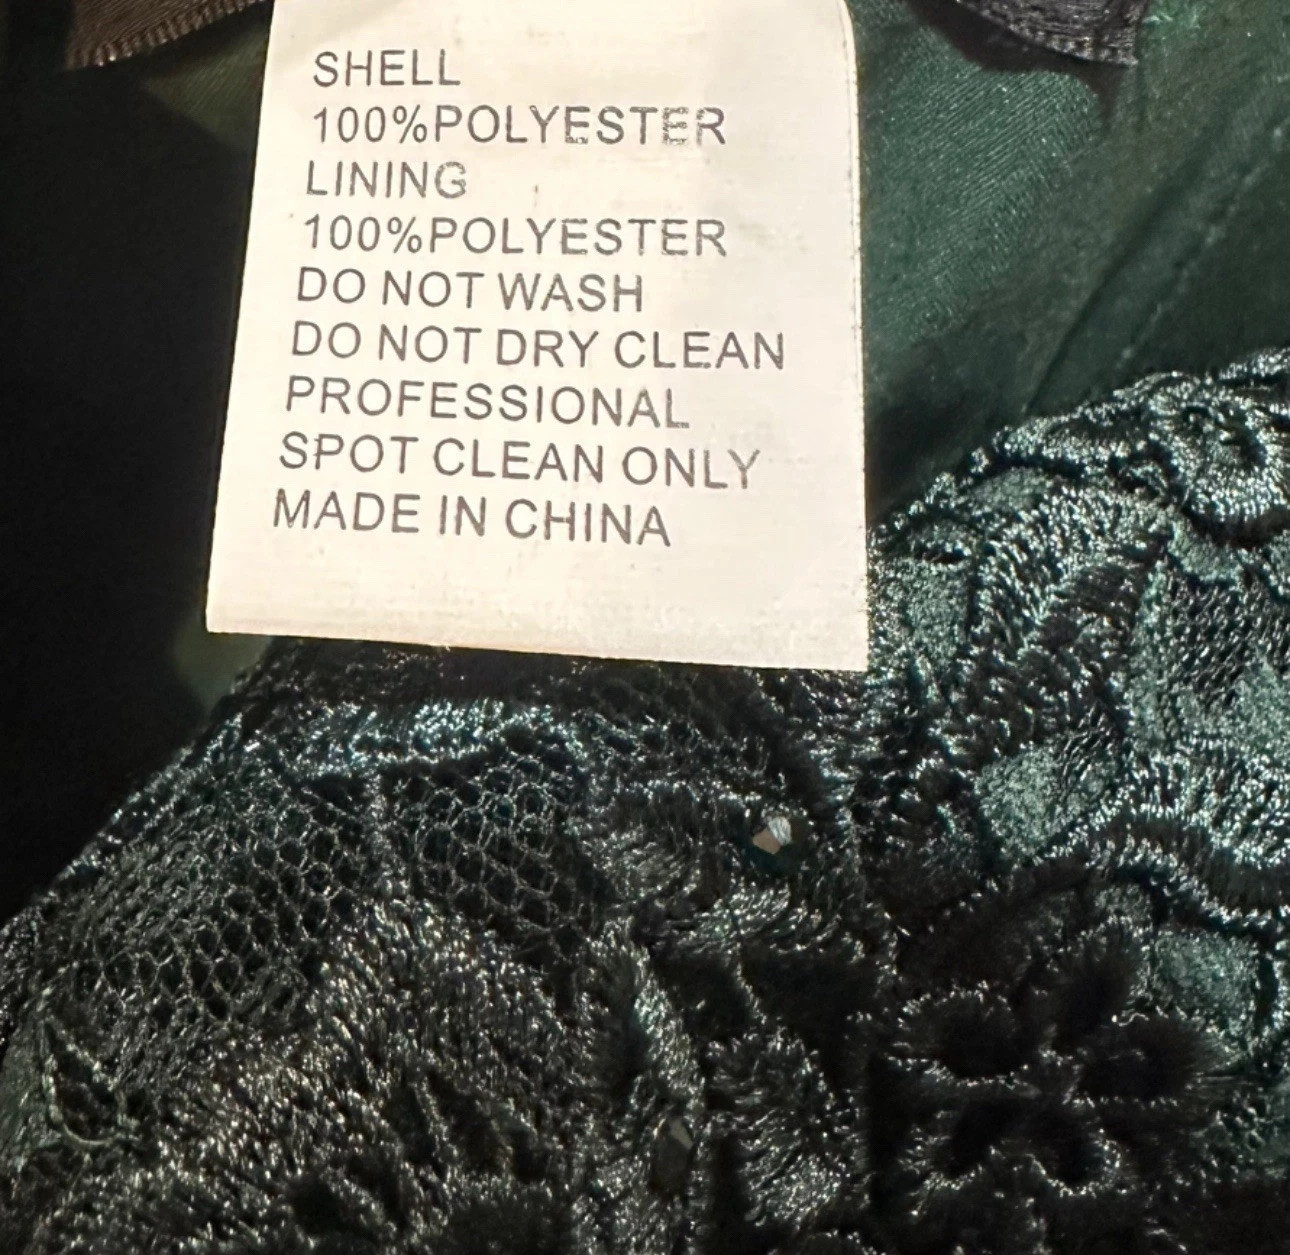 SHELL
100%POLYESTER
LINING
100%POLYESTER
DO NOT WASH
DO NOT DRY CLEAN
PROFESSIONAL
SPOT CLEAN ONLY
MADE IN CHINA